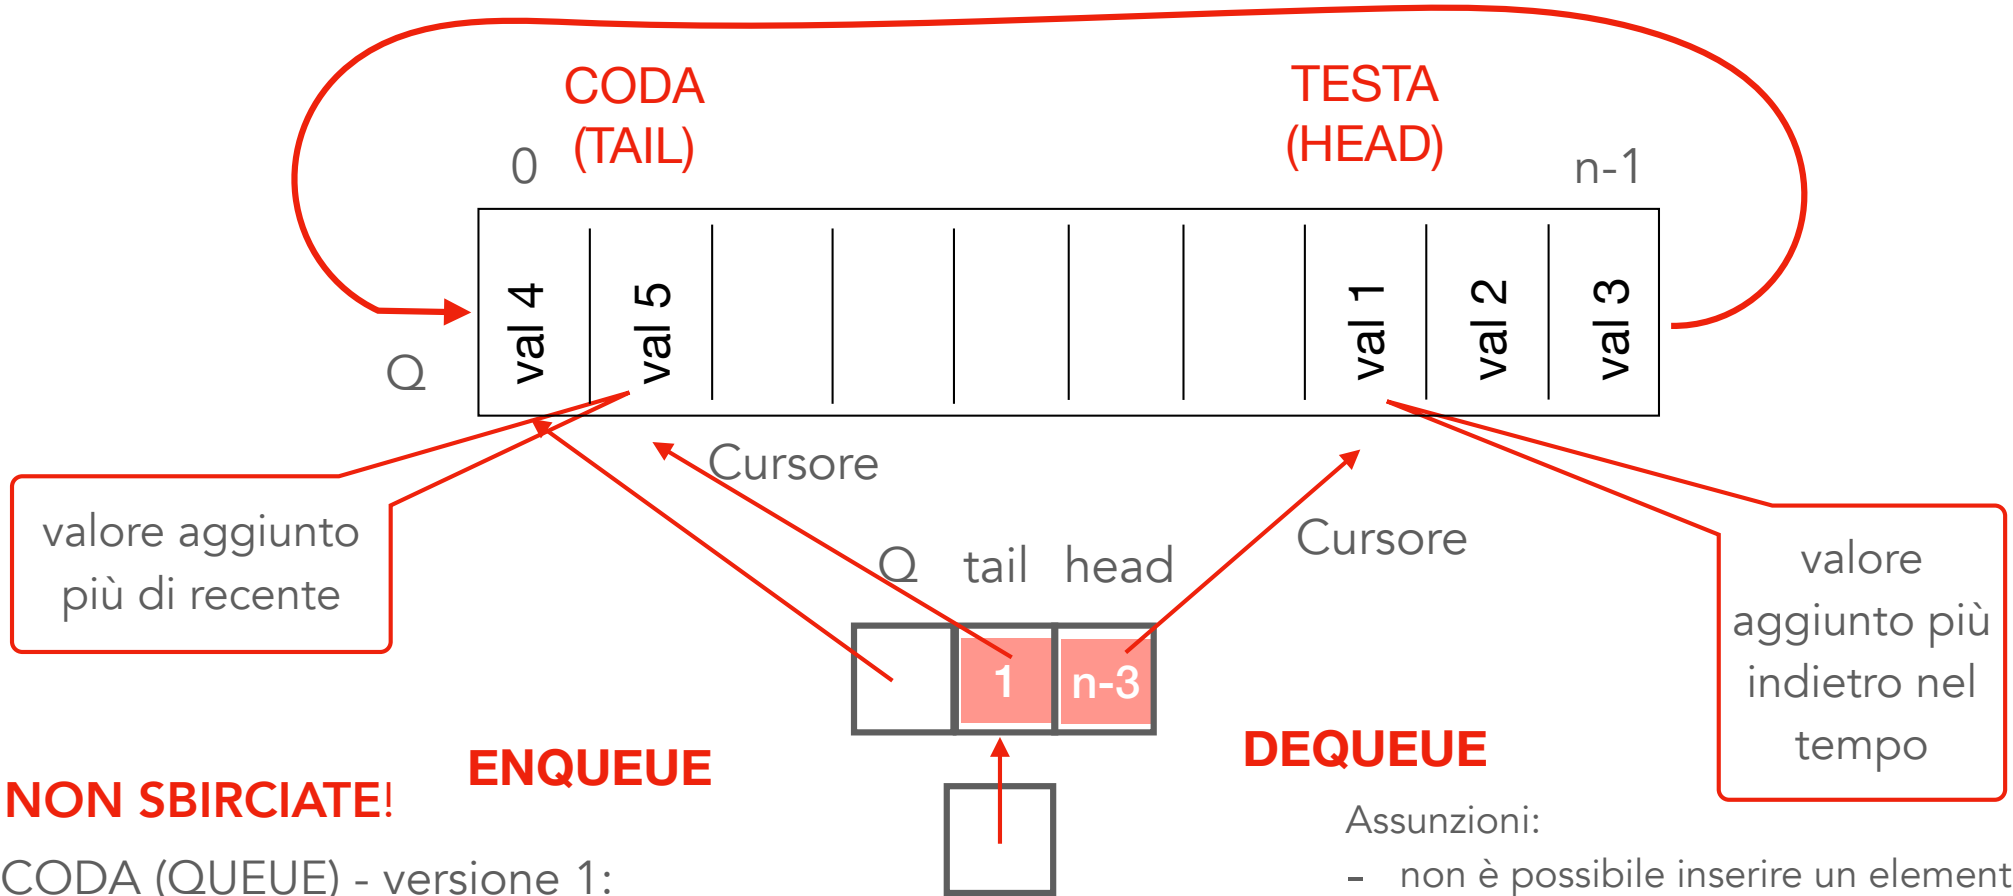 CODA
(TAIL)
TESTA
(HEAD)
0
n-1
Q
val 4
val 5
val 1
val 2
val 3
Cursore
Cursore
valore aggiunto
più di recente
Q tail head
1
n-3
valore
aggiunto più
indietro nel
tempo
ENQUEUE
DEQUEUE
NON SBIRCIATE!
Assunzioni:
CODA (QUEUE) - versione 1:
- non è possibile inserire un element